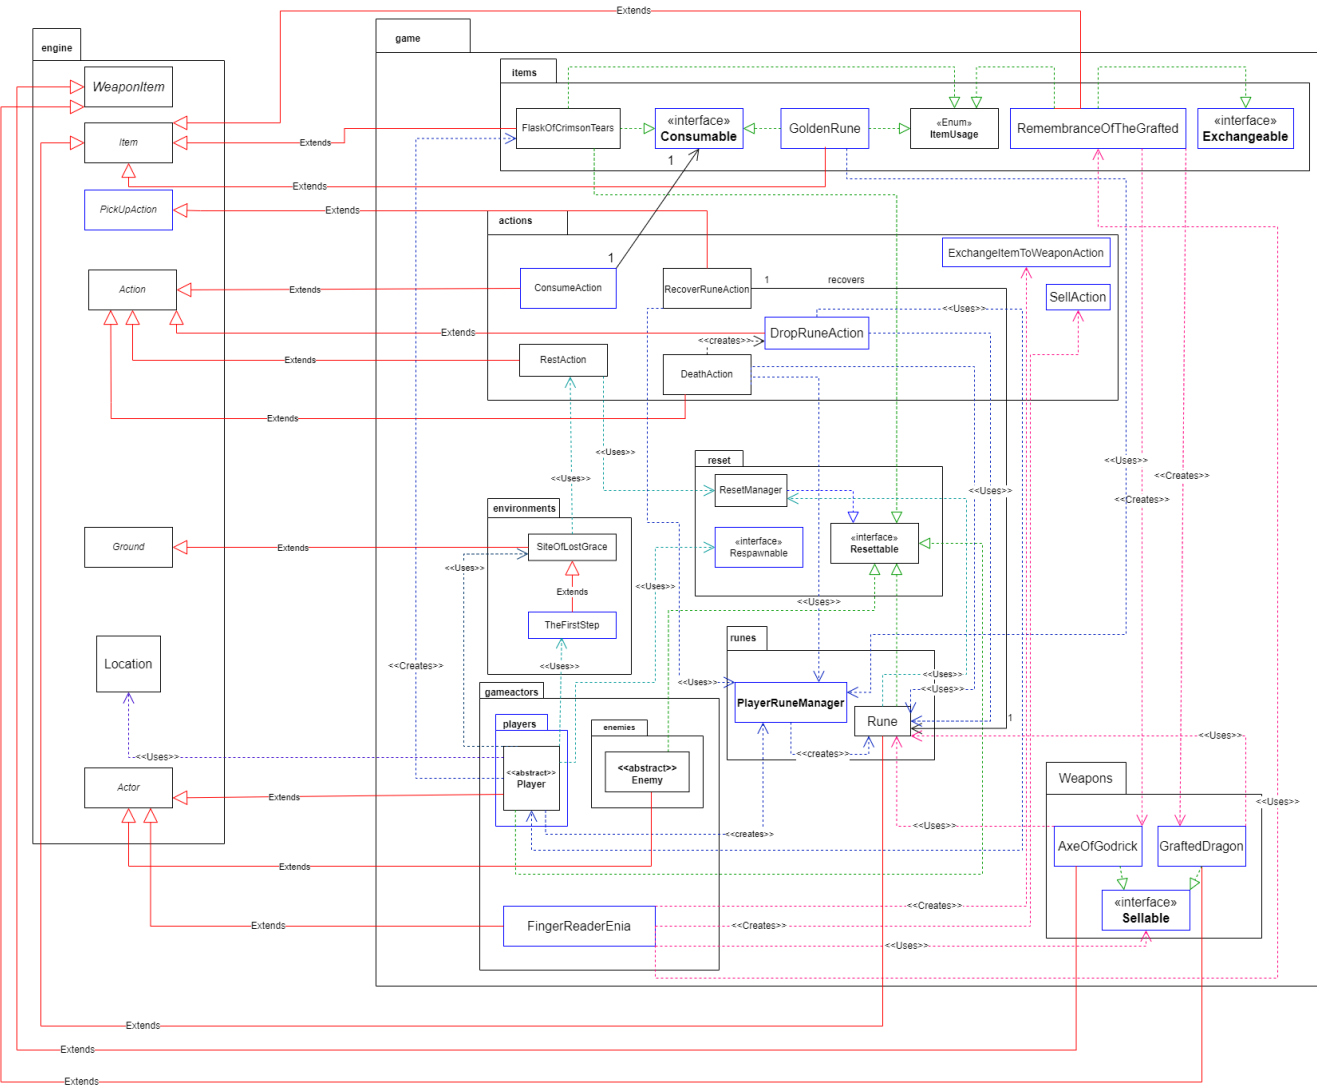 Extends
game
engine
items
WeaponItem
FlaskOfCrimsonTears
«interface»
Consumable
GoldenRune
«Enum»
ItemUsage
RemembranceOfTheGrafted
«interface»
Exchangeable
Item
Extends
1
Extends
PickUpAction
Extends
actions
ExchangeItemToWeaponAction
1
Action
Extends
ConsumeAction
RecoverRuneAction
1
recovers
SellAction
<<Uses>>
Extends
DropRuneAction
<<creates>>
RestAction
Extends
DeathAction
Extends
<<Uses>>
reset
<<Uses>>
<<Uses>>
<<Creates>>
<<Uses>>
ResetManager
<<Uses>>
<<Creates>>
environments
Ground
Extends
SiteOfLostGrace
«interface»
Respawnable
«interface»
Resettable
<<Uses>>
Extends
<<Uses>>
<<Uses>>
TheFirstStep
runes
Location
<<Creates>>
<<Uses>>
<<Uses>>
<<Uses>>
<<Uses>>
gameactors
PlayerRuneManager
players
enemies
Rune
1
<<Uses>>
<<Uses>>
<<creates>>
<<abstract>>
Player
<<abstract>>
Enemy
Weapons
Actor
Extends
<<Uses>>
<<creates>>
<<Uses>>
AxeOfGodrick
GraftedDragon
Extends
«interface»
Sellable
<<Creates>>
Extends
FingerReaderEnia
<<Creates>>
<<Uses>>
Extends
Extends
Extends